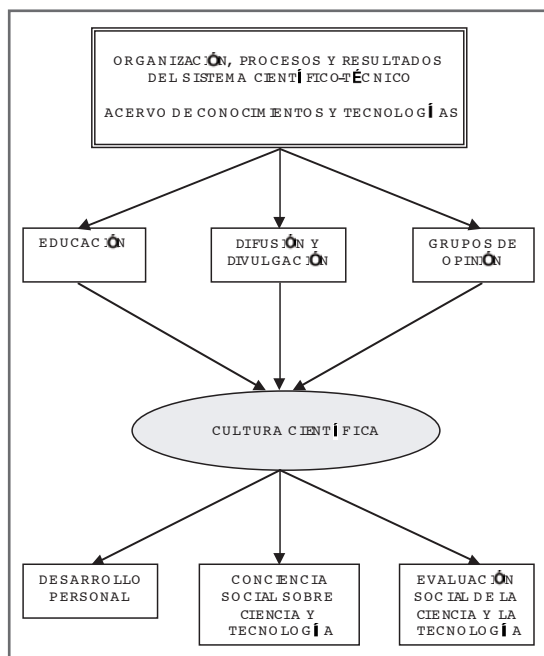 ORGANIZACIÓN, PROCESOS Y RESULTADOS
DEL SISTEMA CIENTÍFICO-TÉCNICO
ACERVO DE CONOCIMIENTOS Y TECNOLOGÍAS
EDUCACIÓN
DIFUSIÓN Y
DIVULGACIÓN
GRUPOS DE
OPINIÓN
CULTURA CIENTÍFICA
DESARROLLO
PERSONAL
CONCIENCIA
SOCIAL SOBRE
CIENCIA Y
TECNOLOGÍA
EVALUACIÓN
SOCIAL DE LA
CIENCIA Y LA
TECNOLOGÍA